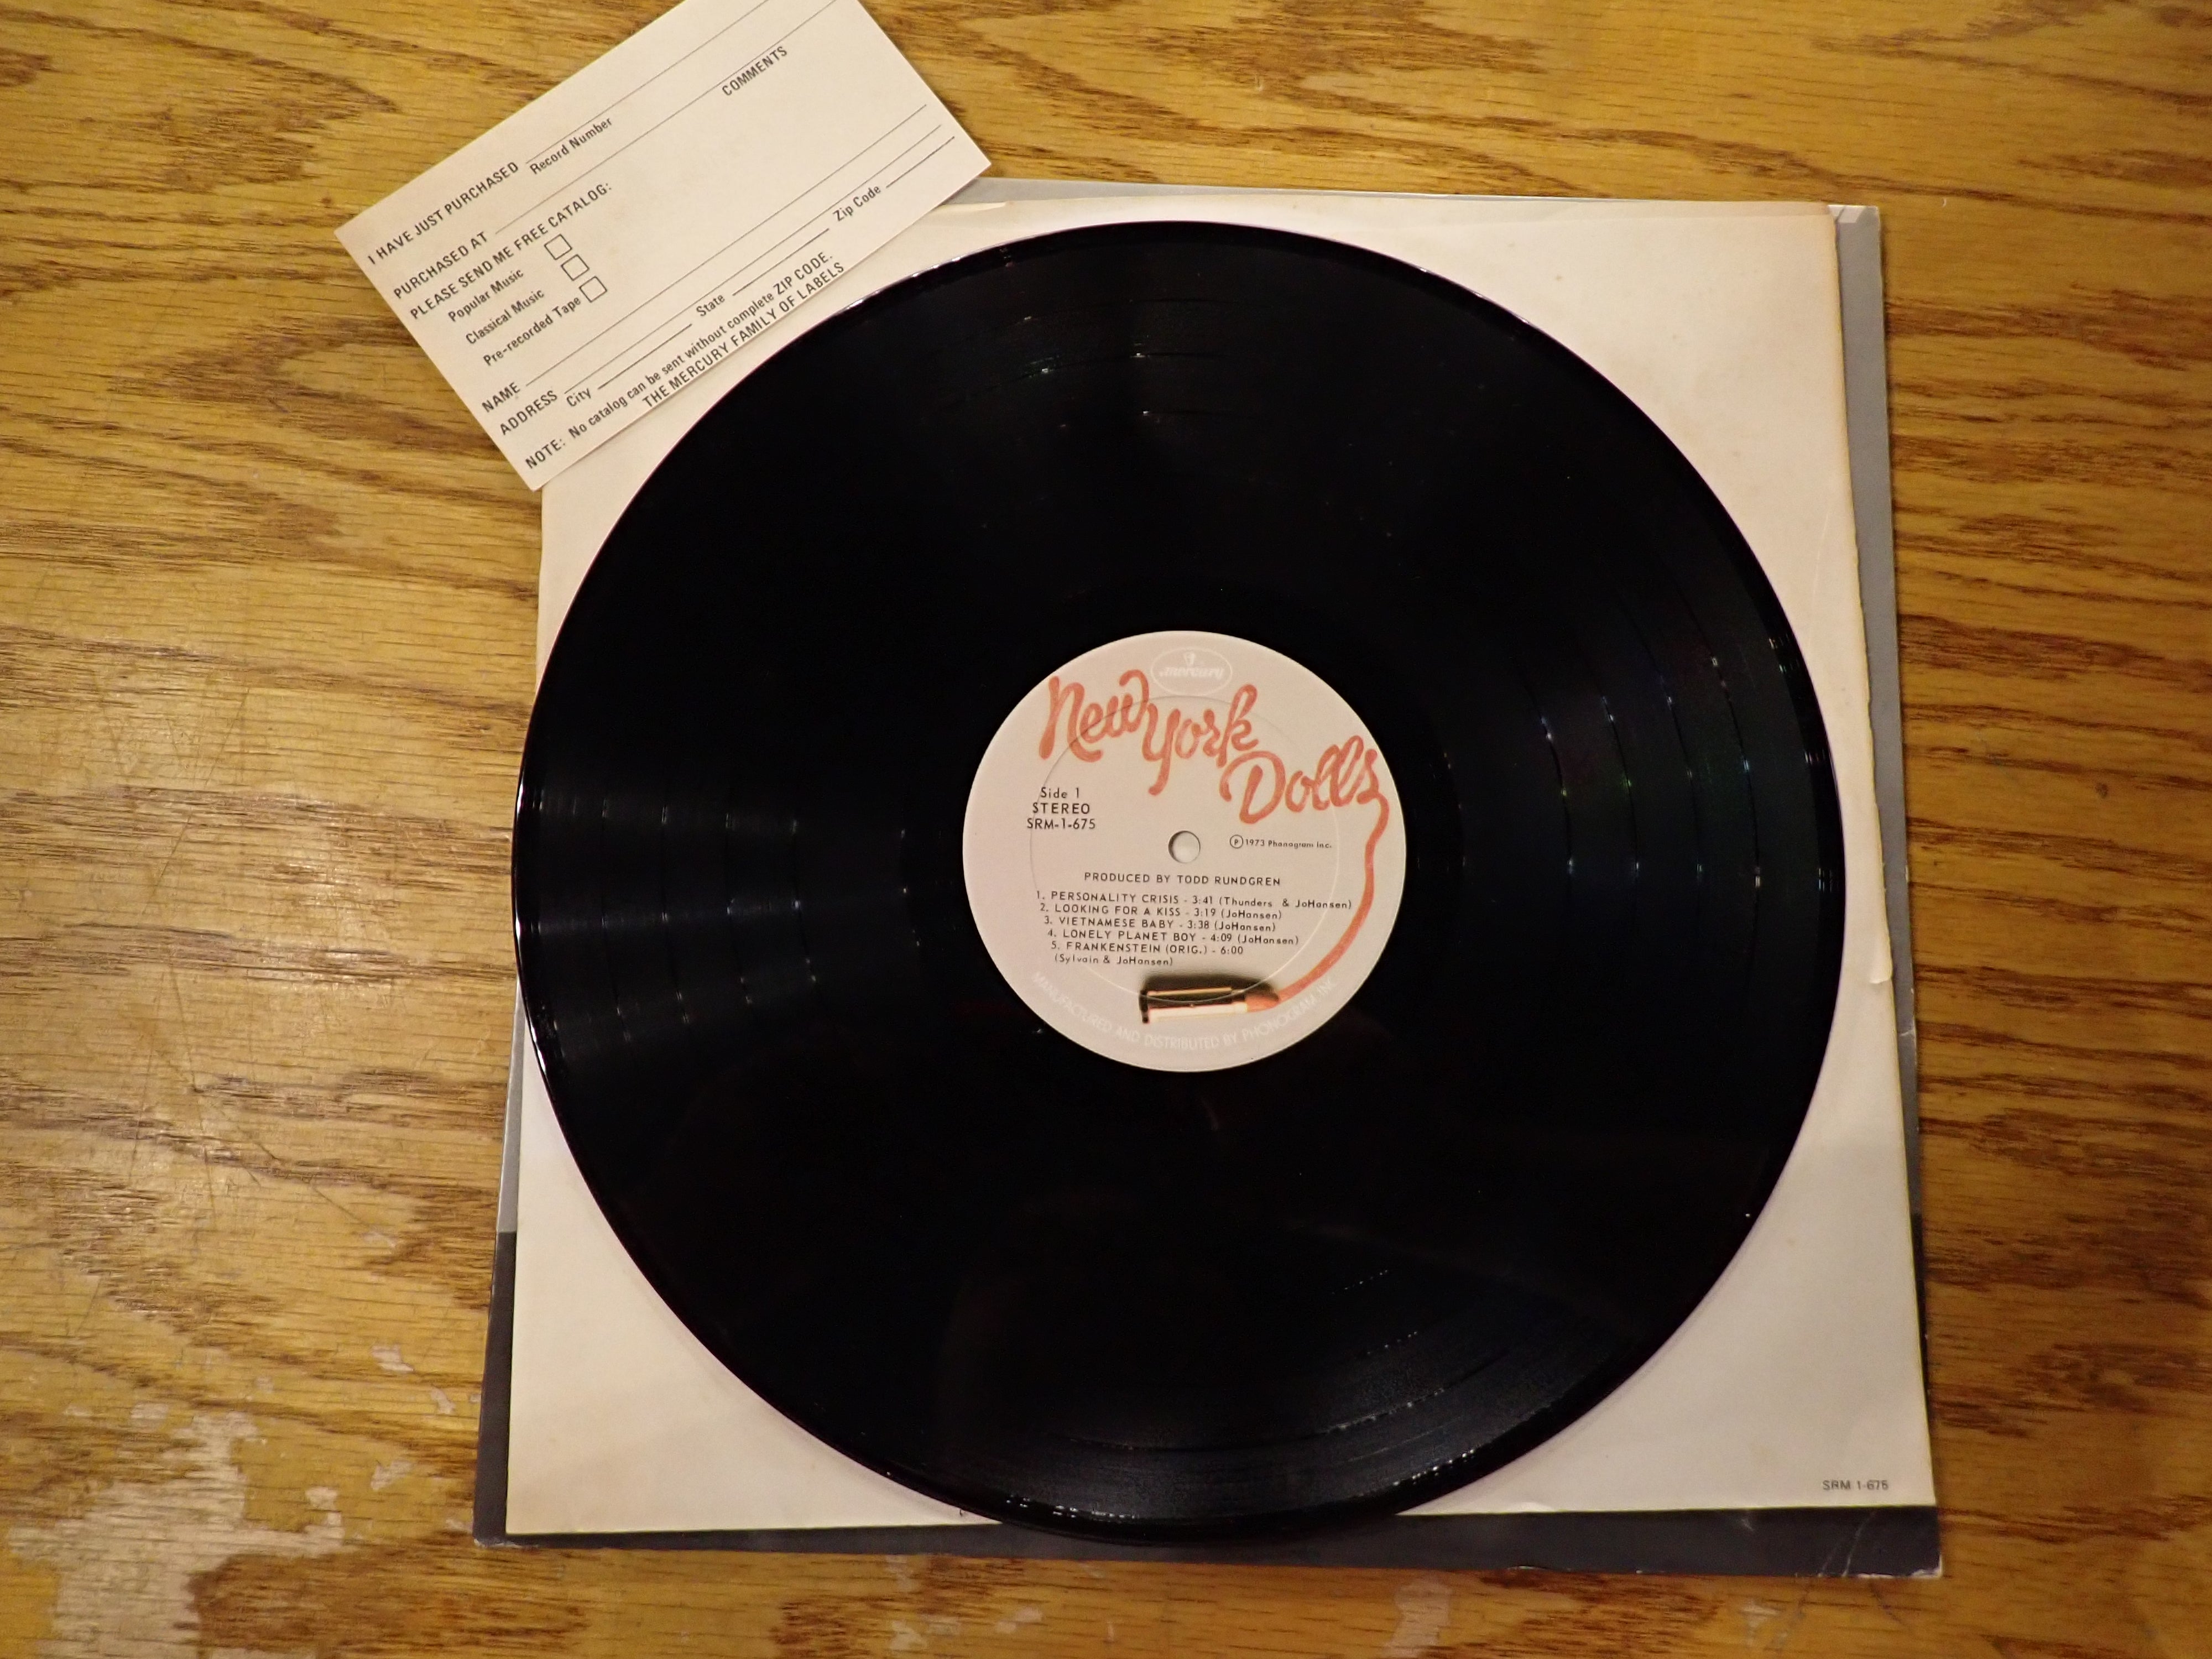 I HAVE JUST PURCHASED
Record Number
PURCHASED AT
COMMENTS
PLEASE SEND ME FREE CATALOG:
Popular Music
Classical Music
Pre-recorded Tape
NAME
ADDRESS
City State Zip Code
NOTE: No catalog can be sent without complete ZIP CODE.
THE MERCURY FAMILY OF LABELS
mercury
New York
Dolls
Side 1
STEREO
SRM-1-675
Ⓟ 1973 Phonogram Inc.
PRODUCED BY TODD RUNDGREN
1. PERSONALITY CRISIS - 3:41 (Thunders & JoHansen)
2. LOOKING FOR A KISS - 3:19 (JoHansen)
3. VIETNAMESE BABY - 3:38 (JoHansen)
4. LONELY PLANET BOY - 4:09 (JoHansen)
5. FRANKENSTEIN (ORIG.) - 6:00
(Sylvain & JoHansen)
MANUFACTURED AND DISTRIBUTED BY PHONOGRAM, INC.
SRM 1-675